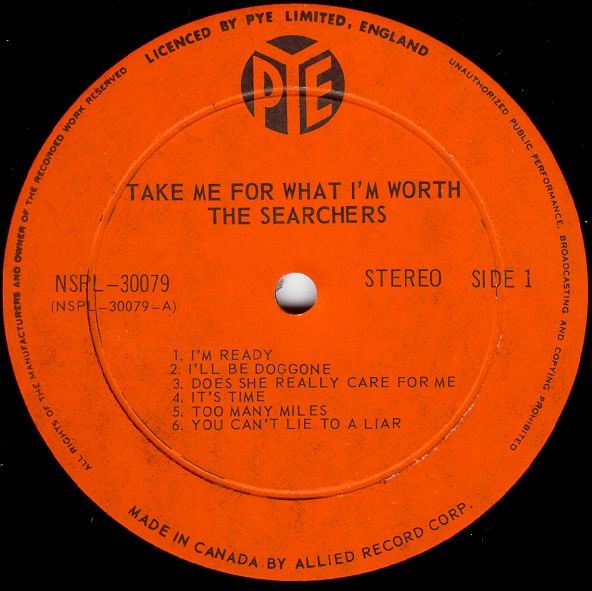 LICENCED BY PYE LIMITED, ENGLAND
UNAUTHORIZED PUBLIC PERFORMANCE, BROADCASTING AND COPYING PROHIBITED
ALL RIGHTS OF THE MANUFACTURERS AND OWNER OF THE RECORDED WORK RESERVED
PYE
TAKE ME FOR WHAT I'M WORTH
THE SEARCHERS
NSPL-30079
(NSPL-30079-A)
STEREO SIDE 1
1. I'M READY
2. I'LL BE DOGGONE
3. DOES SHE REALLY CARE FOR ME
4. IT'S TIME
5. TOO MANY MILES
6. YOU CAN'T LIE TO A LIAR
MADE IN CANADA BY ALLIED RECORD CORP.